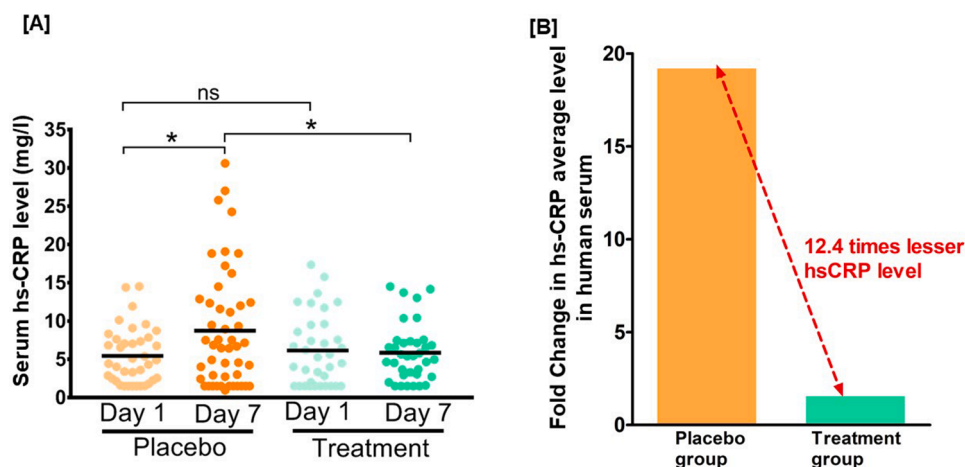 [A]
Serum hs-CRP level (mg/l)
35
30
25
20
15
10
5
0
ns
*
*
Day 1
Day 7
Day 1
Day 7
Placebo
Treatment
[B]
Fold Change in hs-CRP average level
in human serum
20
15
10
5
0
12.4 times lesser
hsCRP level
Placebo
group
Treatment
group